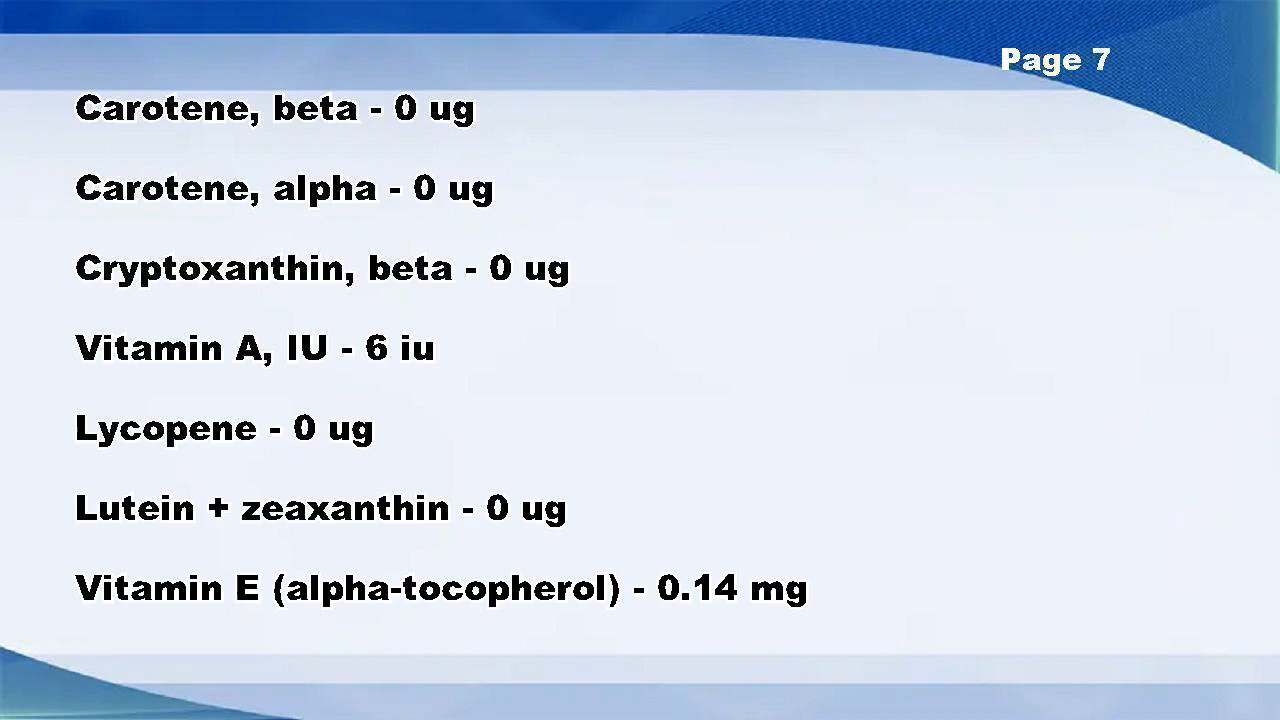 Page 7
Carotene, beta - 0 ug
Carotene, alpha - 0 ug
Cryptoxanthin, beta - 0 ug
Vitamin A, IU - 6 iu
Lycopene - 0 ug
Lutein + zeaxanthin - 0 ug
Vitamin E (alpha-tocopherol) - 0.14 mg